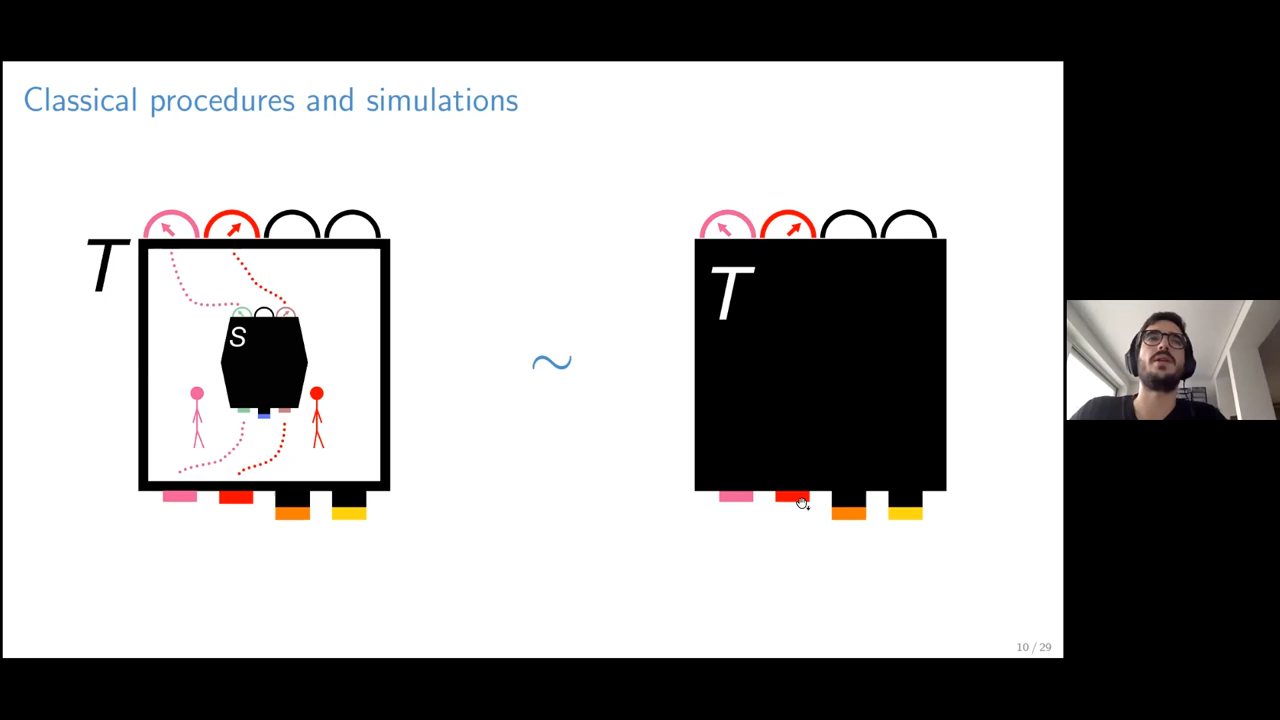 Classical procedures and simulations
T
S
~
T
10 / 29